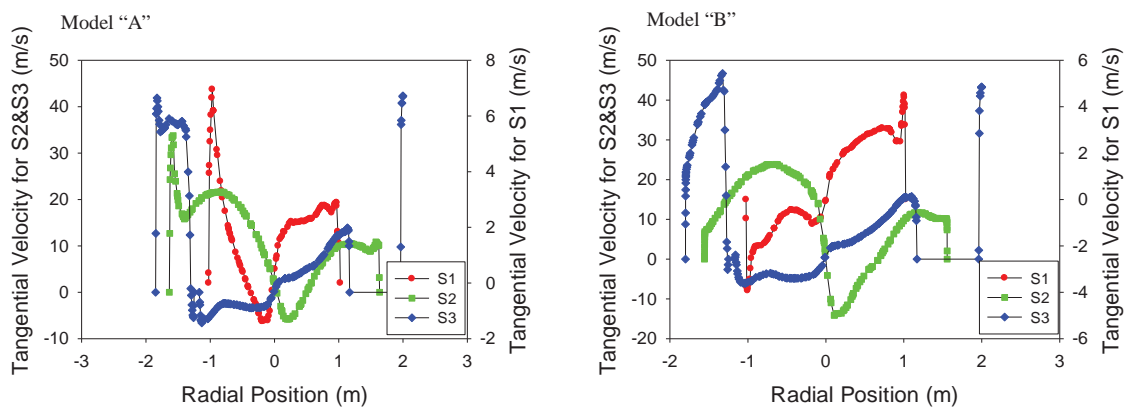 Model “A”
Tangential Velocity for S2&S3 (m/s)
50
40
30
20
10
0
-10
8
6
4
2
0
-2
Tangential Velocity for S1 (m/s)
S1
S2
S3
-3
-2
-1
0
1
2
3
Radial Position (m)
Model “B”
Tangential Velocity for S2&S3 (m/s)
50
40
30
20
10
0
-10
-20
6
4
2
0
-2
-4
-6
Tangential Velocity for S1 (m/s)
S1
S2
S3
-2
-1
0
1
2
3
Radial Position (m)